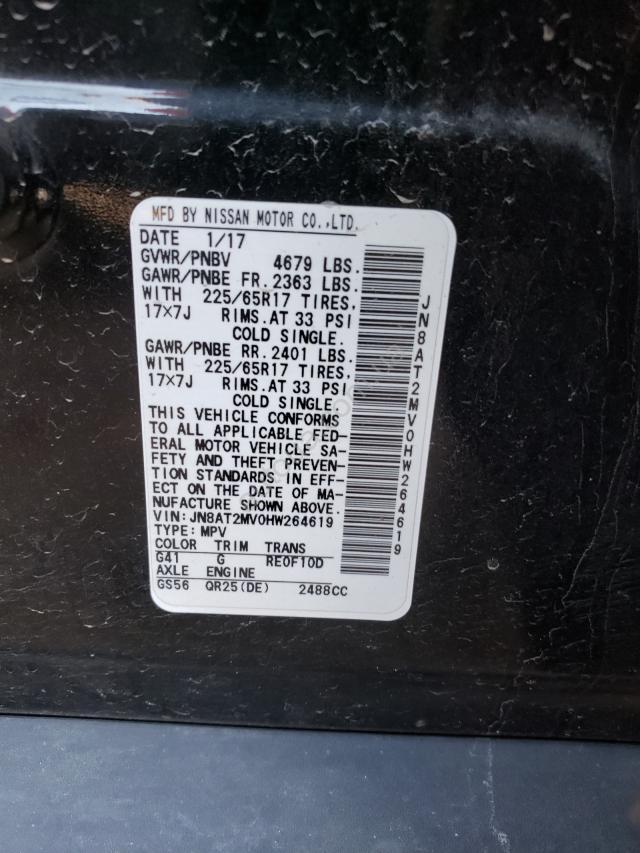 MFD BY NISSAN MOTOR CO.,LTD.
DATE 1/17
GVWR/PNBV 4679 LBS.
GAWR/PNBE FR. 2363 LBS.
WITH 225/65R17 TIRES,
17×7J RIMS.AT 33 PSI
COLD SINGLE.
GAWR/PNBE RR. 2401 LBS.
WITH 225/65R17 TIRES,
17×7J RIMS.AT 33 PSI
COLD SINGLE.
THIS VEHICLE CONFORMS
TO ALL APPLICABLE FED-
ERAL MOTOR VEHICLE SA-
FETY AND THEFT PREVEN-
TION STANDARDS IN EFF-
ECT ON THE DATE OF MA-
NUFACTURE SHOWN ABOVE.
VIN: JN8AT2MV0HW264619
TYPE: MPV
COLOR TRIM TRANS
G41 G RE0F10D
AXLE ENGINE
GS56 QR25(DE) 2488CC
JN8AT2MV0HW264619